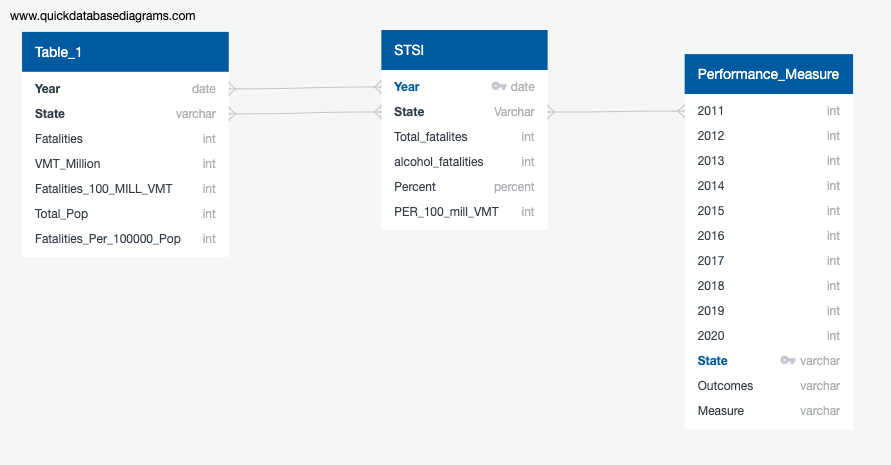 www.quickdatabasediagrams.com
Table_1
Year date
State varchar
Fatalities int
VMT_Million int
Fatalities_100_MILL_VMT int
Total_Pop int
Fatalities_Per_100000_Pop int
STSI
Year date
State Varchar
Total_fatalites int
alcohol_fatalities int
Percent percent
PER_100_mill_VMT int
Performance_Measure
2011 int
2012 int
2013 int
2014 int
2015 int
2016 int
2017 int
2018 int
2019 int
2020 int
State varchar
Outcomes varchar
Measure varchar